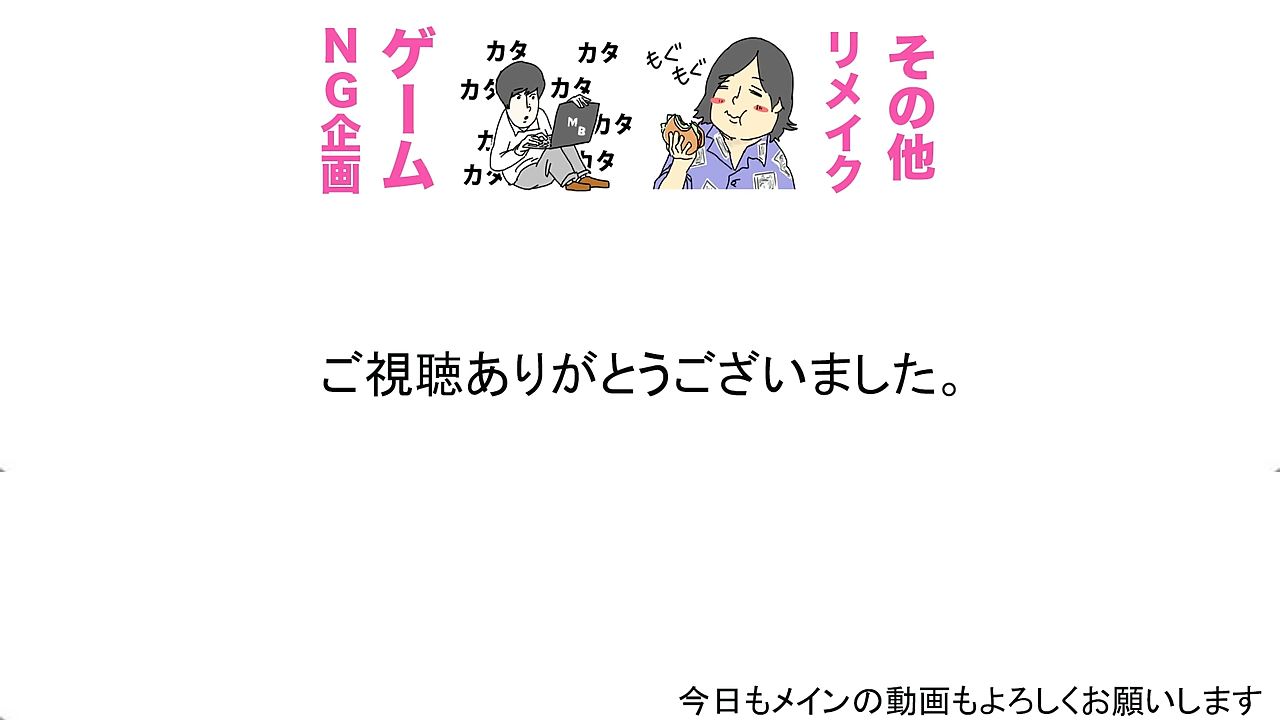 ゲーム
NG企画
カタ
カタ
カタ
カタ
カタ
カタ
カタ
MB
もぐ
もぐ
その他
リメイク
ご視聴ありがとうございました。
今日もメインの動画もよろしくお願いします